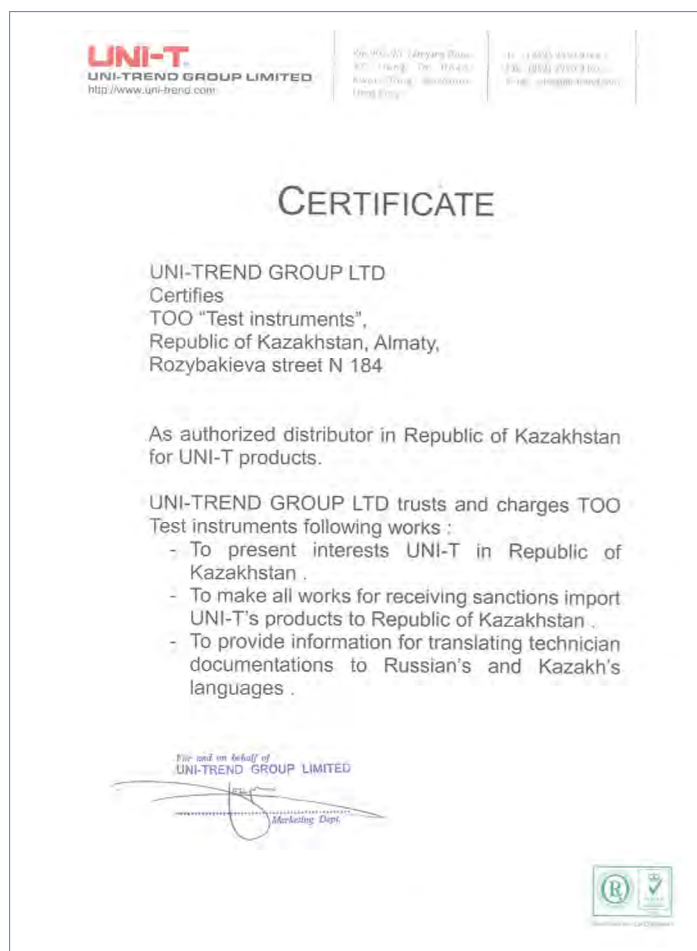 UNI-T
UNI-TREND GROUP LIMITED
http://www.uni-trend.com
CERTIFICATE
UNI-TREND GROUP LTD
Certifies
TOO “Test instruments”,
Republic of Kazakhstan, Almaty,
Rozybakieva street N 184
As authorized distributor in Republic of Kazakhstan
for UNI-T products.
UNI-TREND GROUP LTD trusts and charges TOO
Test instruments following works :
- To present interests UNI-T in Republic of
Kazakhstan .
- To make all works for receiving sanctions import
UNI-T's products to Republic of Kazakhstan .
- To provide information for translating technician
documentations to Russian's and Kazakh's
languages .
For and on behalf of
UNI-TREND GROUP LIMITED
Marketing Dept.